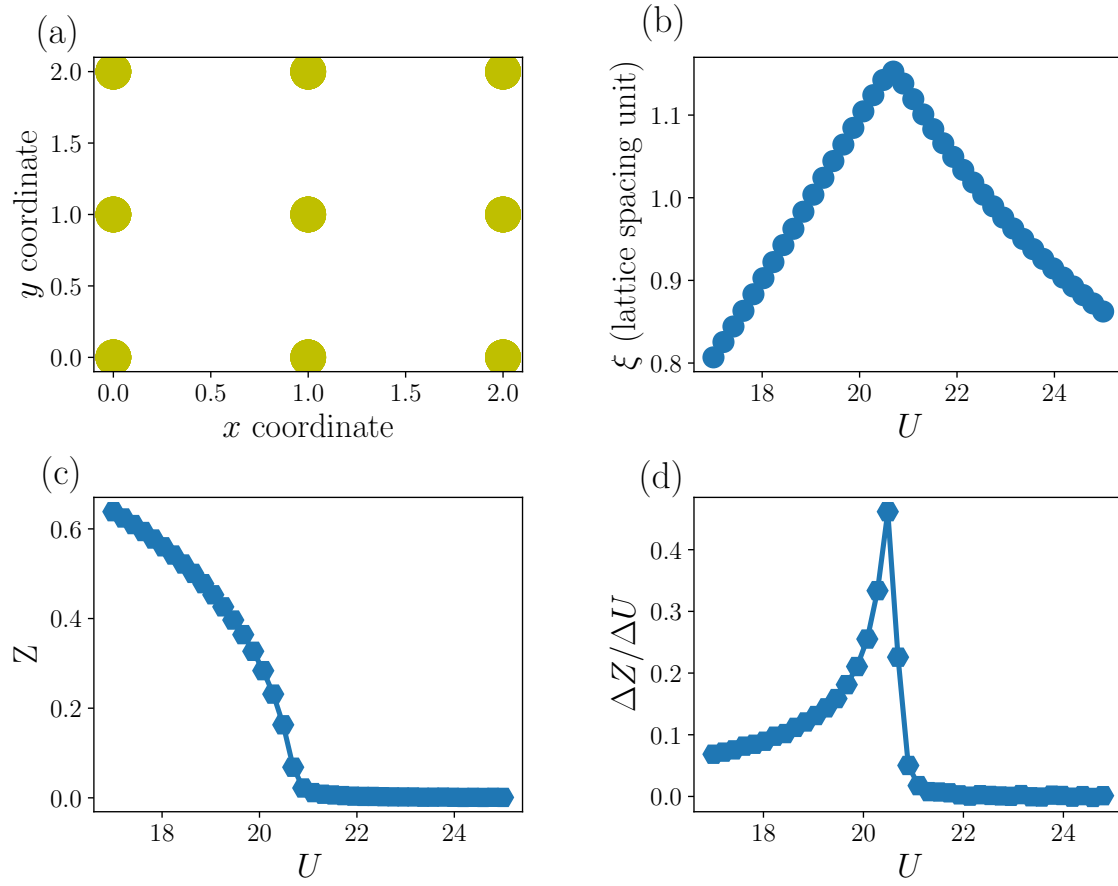 (a)
2.0
1.5
1.0
0.5
0.0
y coordinate
0.0 0.5 1.0 1.5 2.0
x coordinate
(b)
1.1
1.0
0.9
0.8
ξ (lattice spacing unit)
18 20 22 24
U
(c)
0.6
0.4
0.2
0.0
Z
18 20 22 24
U
(d)
0.4
0.3
0.2
0.1
0.0
ΔZ/ΔU
18 20 22 24
U